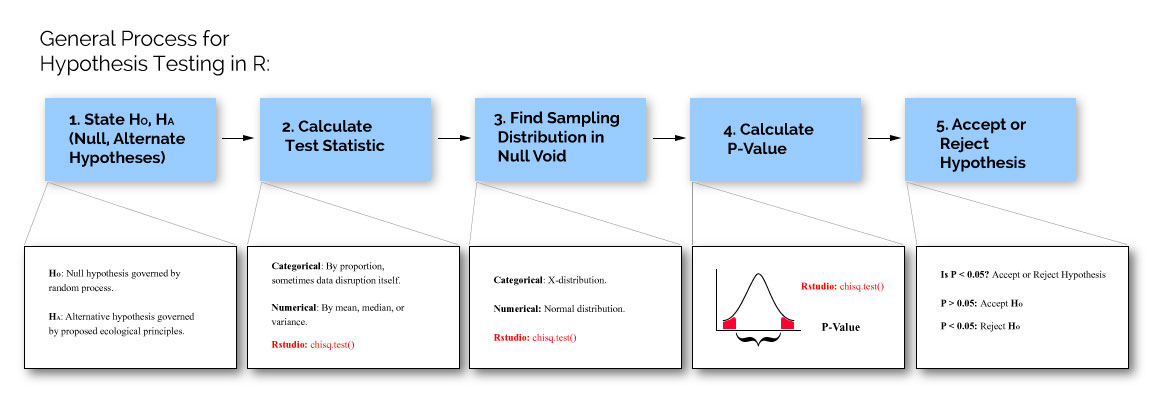 General Process for
Hypothesis Testing in R:
1. State Ho, HA
(Null, Alternate
Hypotheses)
2. Calculate
Test Statistic
3. Find Sampling
Distribution in
Null Void
4. Calculate
P-Value
5. Accept or
Reject
Hypothesis
Ho: Null hypothesis governed by
random process.
HA: Alternative hypothesis governed
by proposed ecological principles.
Categorical: By proportion,
sometimes data disruption itself.
Numerical: By mean, median, or
variance.
Rstudio: chisq.test()
Categorical: X-distribution.
Numerical: Normal distribution.
Rstudio: chisq.test()
Rstudio: chisq.test()
P-Value
Is P < 0.05? Accept or Reject Hypothesis
P > 0.05: Accept Ho
P < 0.05: Reject Ho